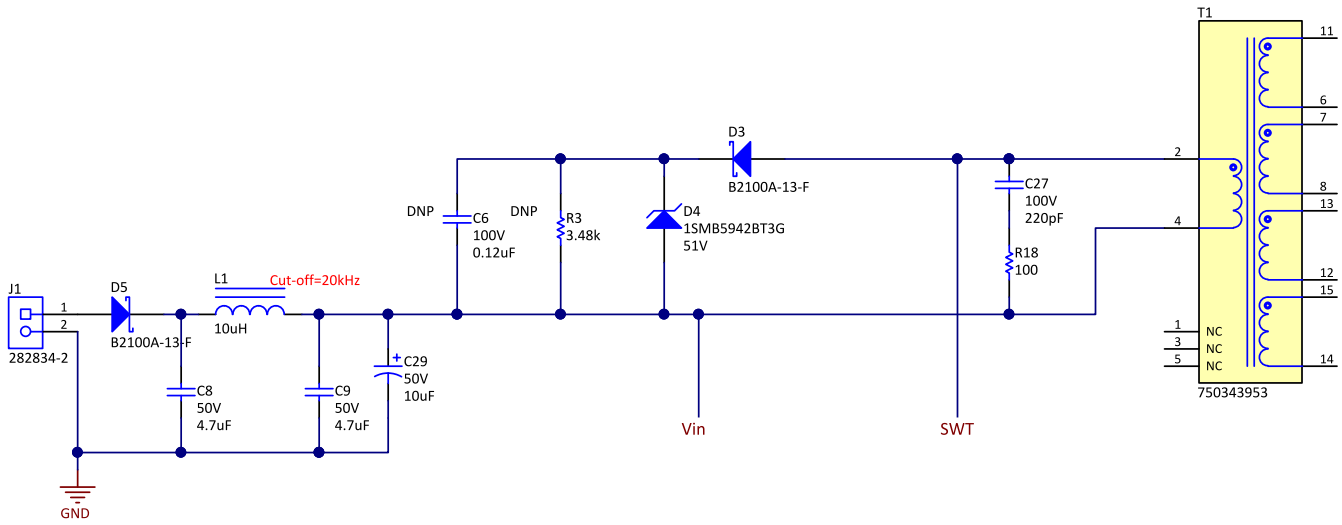 T1
11
6
7
8
13
12
15
14
2
4
1 NC
3 NC
5 NC
750343953
D3
B2100A-13-F
DNP
C6
100V
0.12uF
DNP
R3
3.48k
D4
1SMB5942BT3G
51V
C27
100V
220pF
R18
100
J1
1
2
282834-2
D5
B2100A-13-F
L1
Cut-off=20kHz
10uH
C8
50V
4.7uF
C9
50V
4.7uF
+
C29
50V
10uF
Vin
SWT
GND